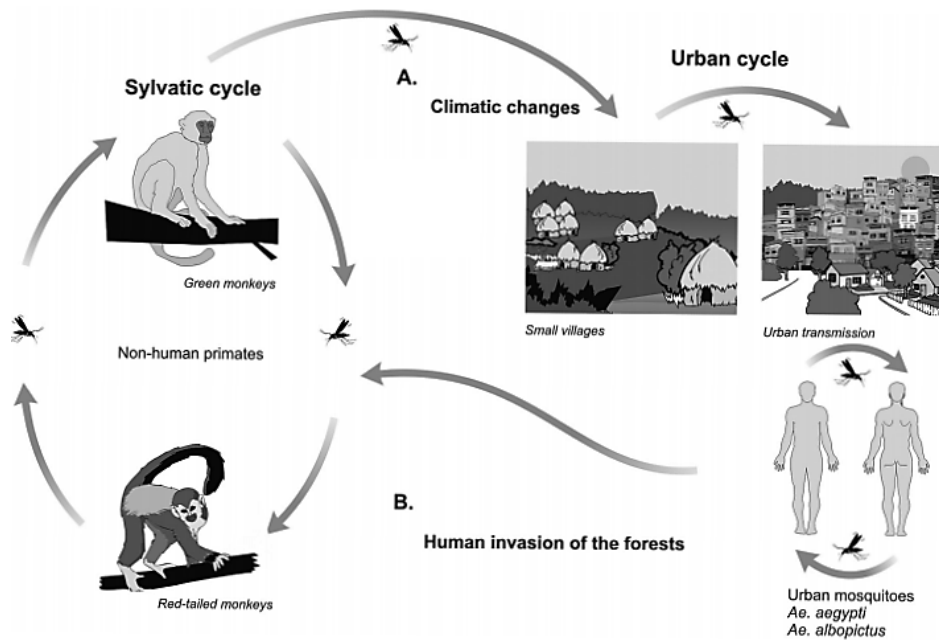 Sylvatic cycle
A.
Climatic changes
Urban cycle
Green monkeys
Small villages
Urban transmission
Non-human primates
B.
Human invasion of the forests
Red-tailed monkeys
Urban mosquitoes
Ae. aegypti
Ae. albopictus